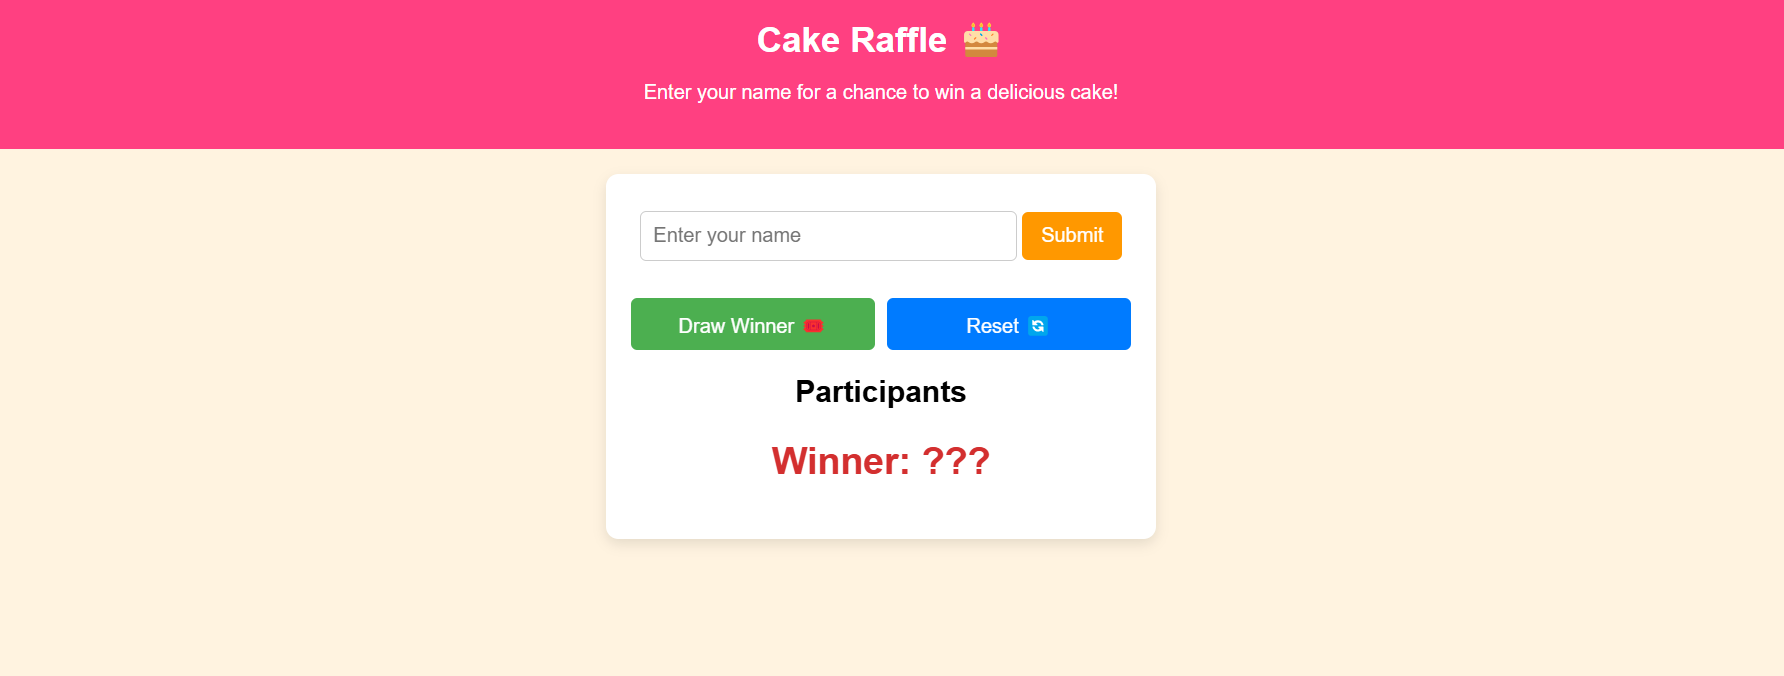 Cake Raffle 🎂
Enter your name for a chance to win a delicious cake!
Enter your name
Submit
Draw Winner 🎟️
Reset 🔄
Participants
Winner: ???